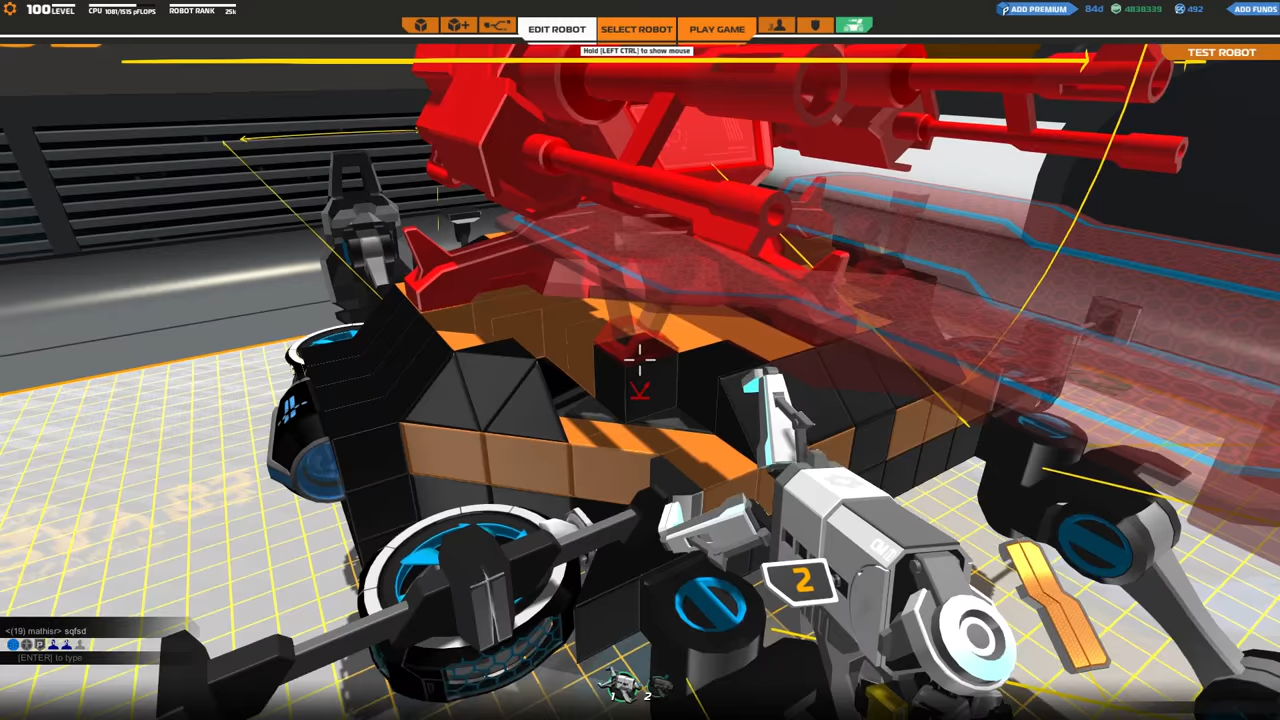 100 LEVEL
CPU 1081/1515 pFLOPS
ROBOT RANK 25k
EDIT ROBOT
SELECT ROBOT
PLAY GAME
ADD PREMIUM
84d
4838339
492
ADD FUNDS
Hold [LEFT CTRL] to show mouse
TEST ROBOT
2
<(19) mathisr> sqfsd
[ENTER] to type
1
2